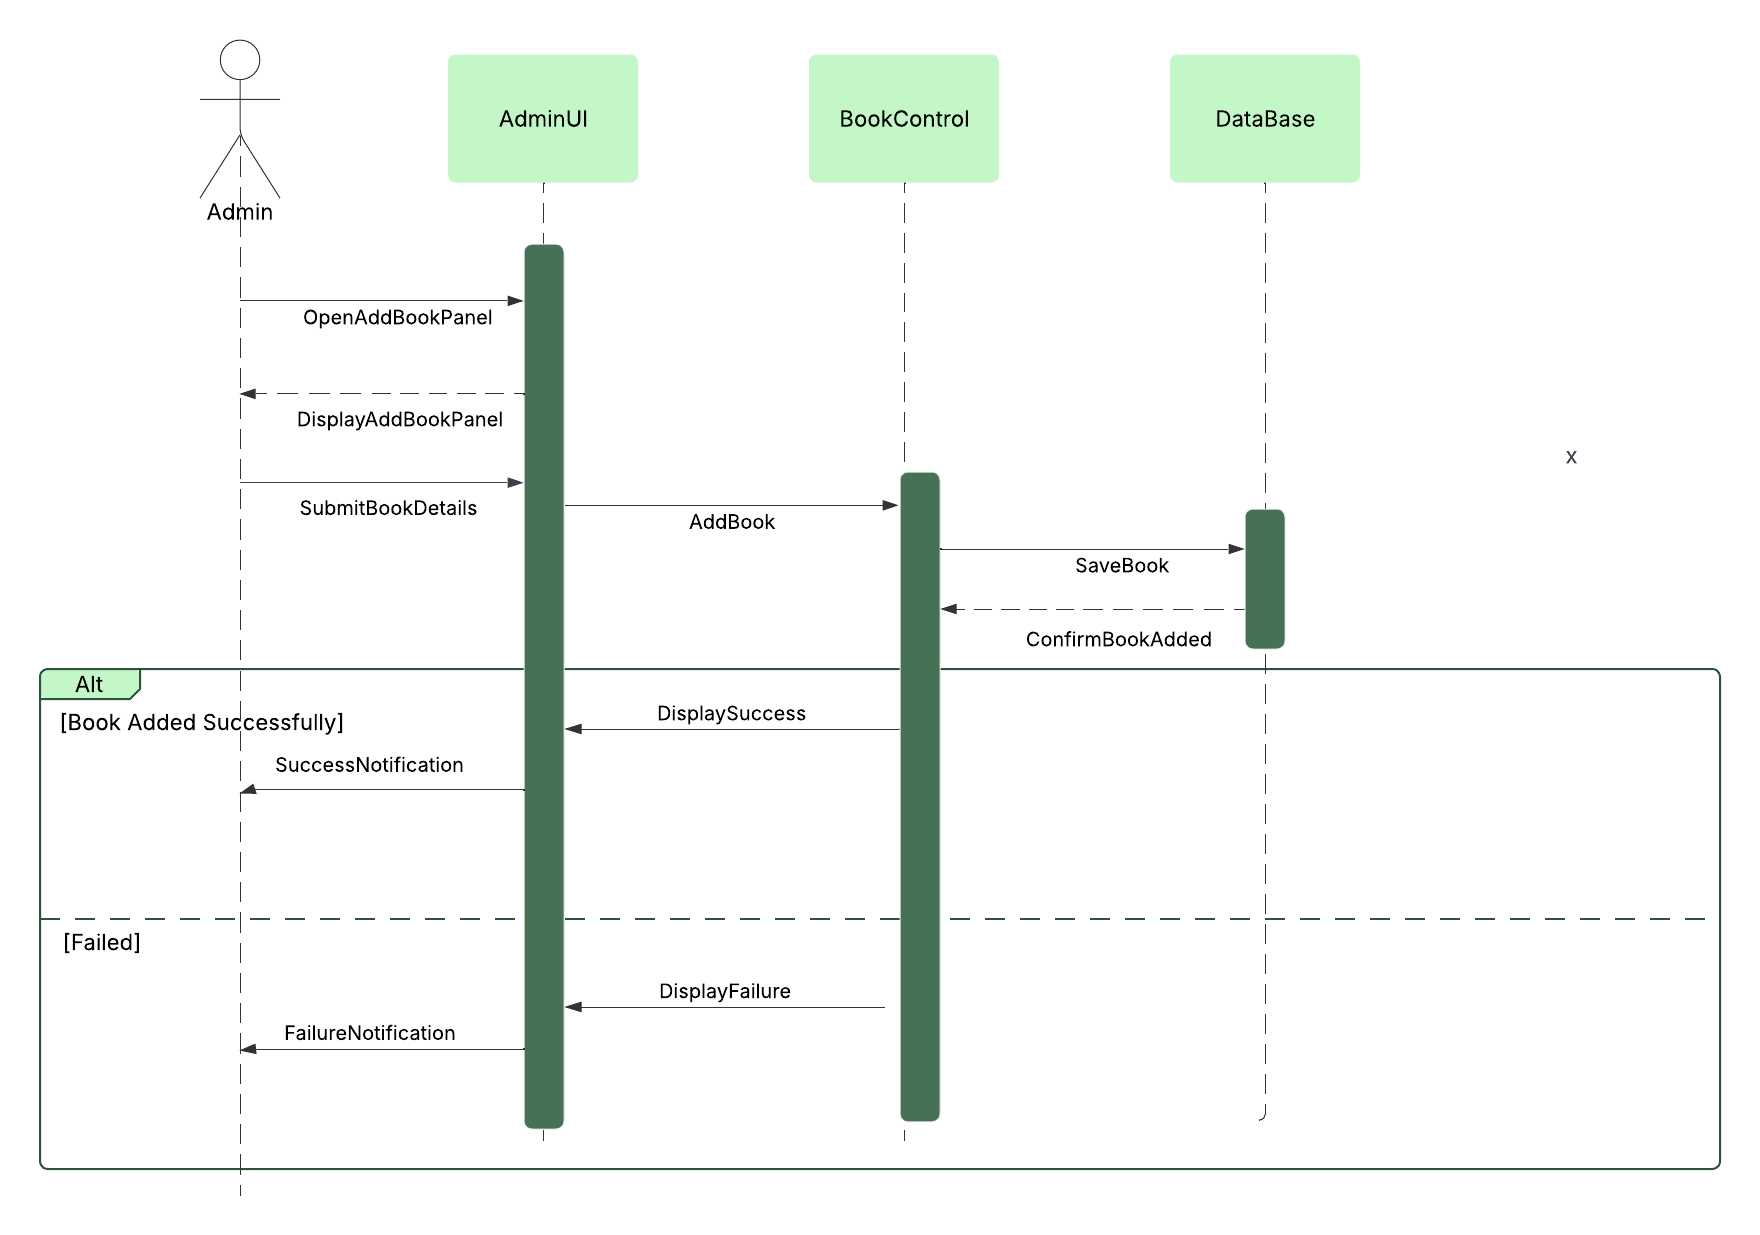 AdminUI
BookControl
DataBase
Admin
OpenAddBookPanel
DisplayAddBookPanel
x
SubmitBookDetails
AddBook
SaveBook
ConfirmBookAdded
Alt
[Book Added Successfully]
DisplaySuccess
SuccessNotification
[Failed]
DisplayFailure
FailureNotification